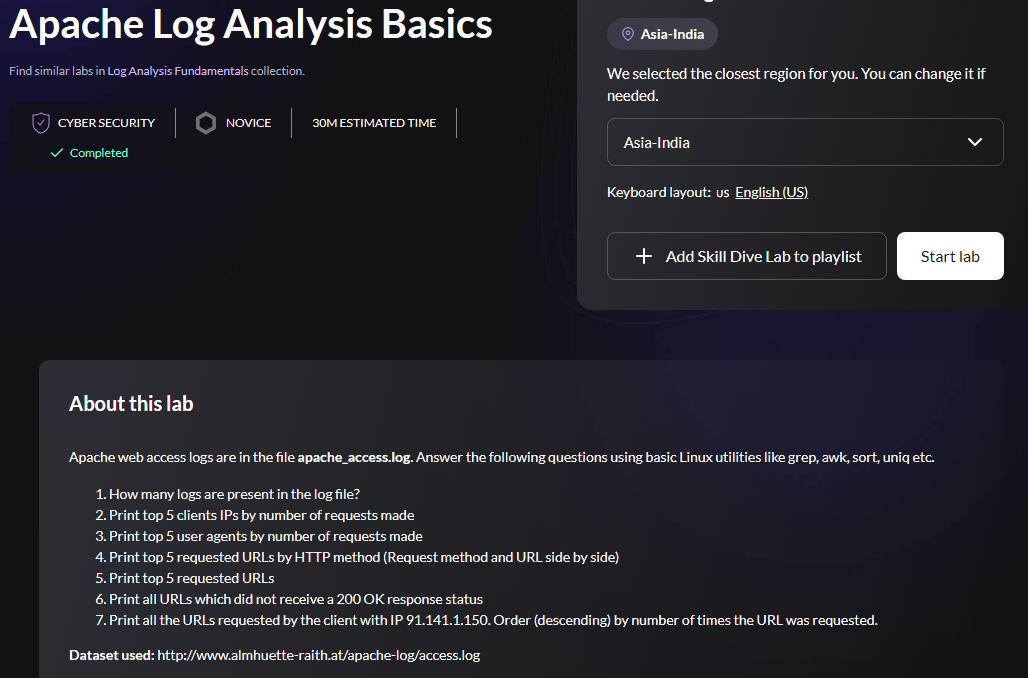 Apache Log Analysis Basics
Find similar labs in Log Analysis Fundamentals collection.
CYBER SECURITY
NOVICE
30M ESTIMATED TIME
Completed
Asia-India
We selected the closest region for you. You can change it if
needed.
Asia-India
Keyboard layout: us English (US)
Add Skill Dive Lab to playlist
Start lab
About this lab
Apache web access logs are in the file apache_access.log. Answer the following questions using basic Linux utilities like grep, awk, sort, uniq etc.
1. How many logs are present in the log file?
2. Print top 5 clients IPs by number of requests made
3. Print top 5 user agents by number of requests made
4. Print top 5 requested URLs by HTTP method (Request method and URL side by side)
5. Print top 5 requested URLs
6. Print all URLs which did not receive a 200 OK response status
7. Print all the URLs requested by the client with IP 91.141.1.150. Order (descending) by number of times the URL was requested.
Dataset used: http://www.almhuette-raith.at/apache-log/access.log